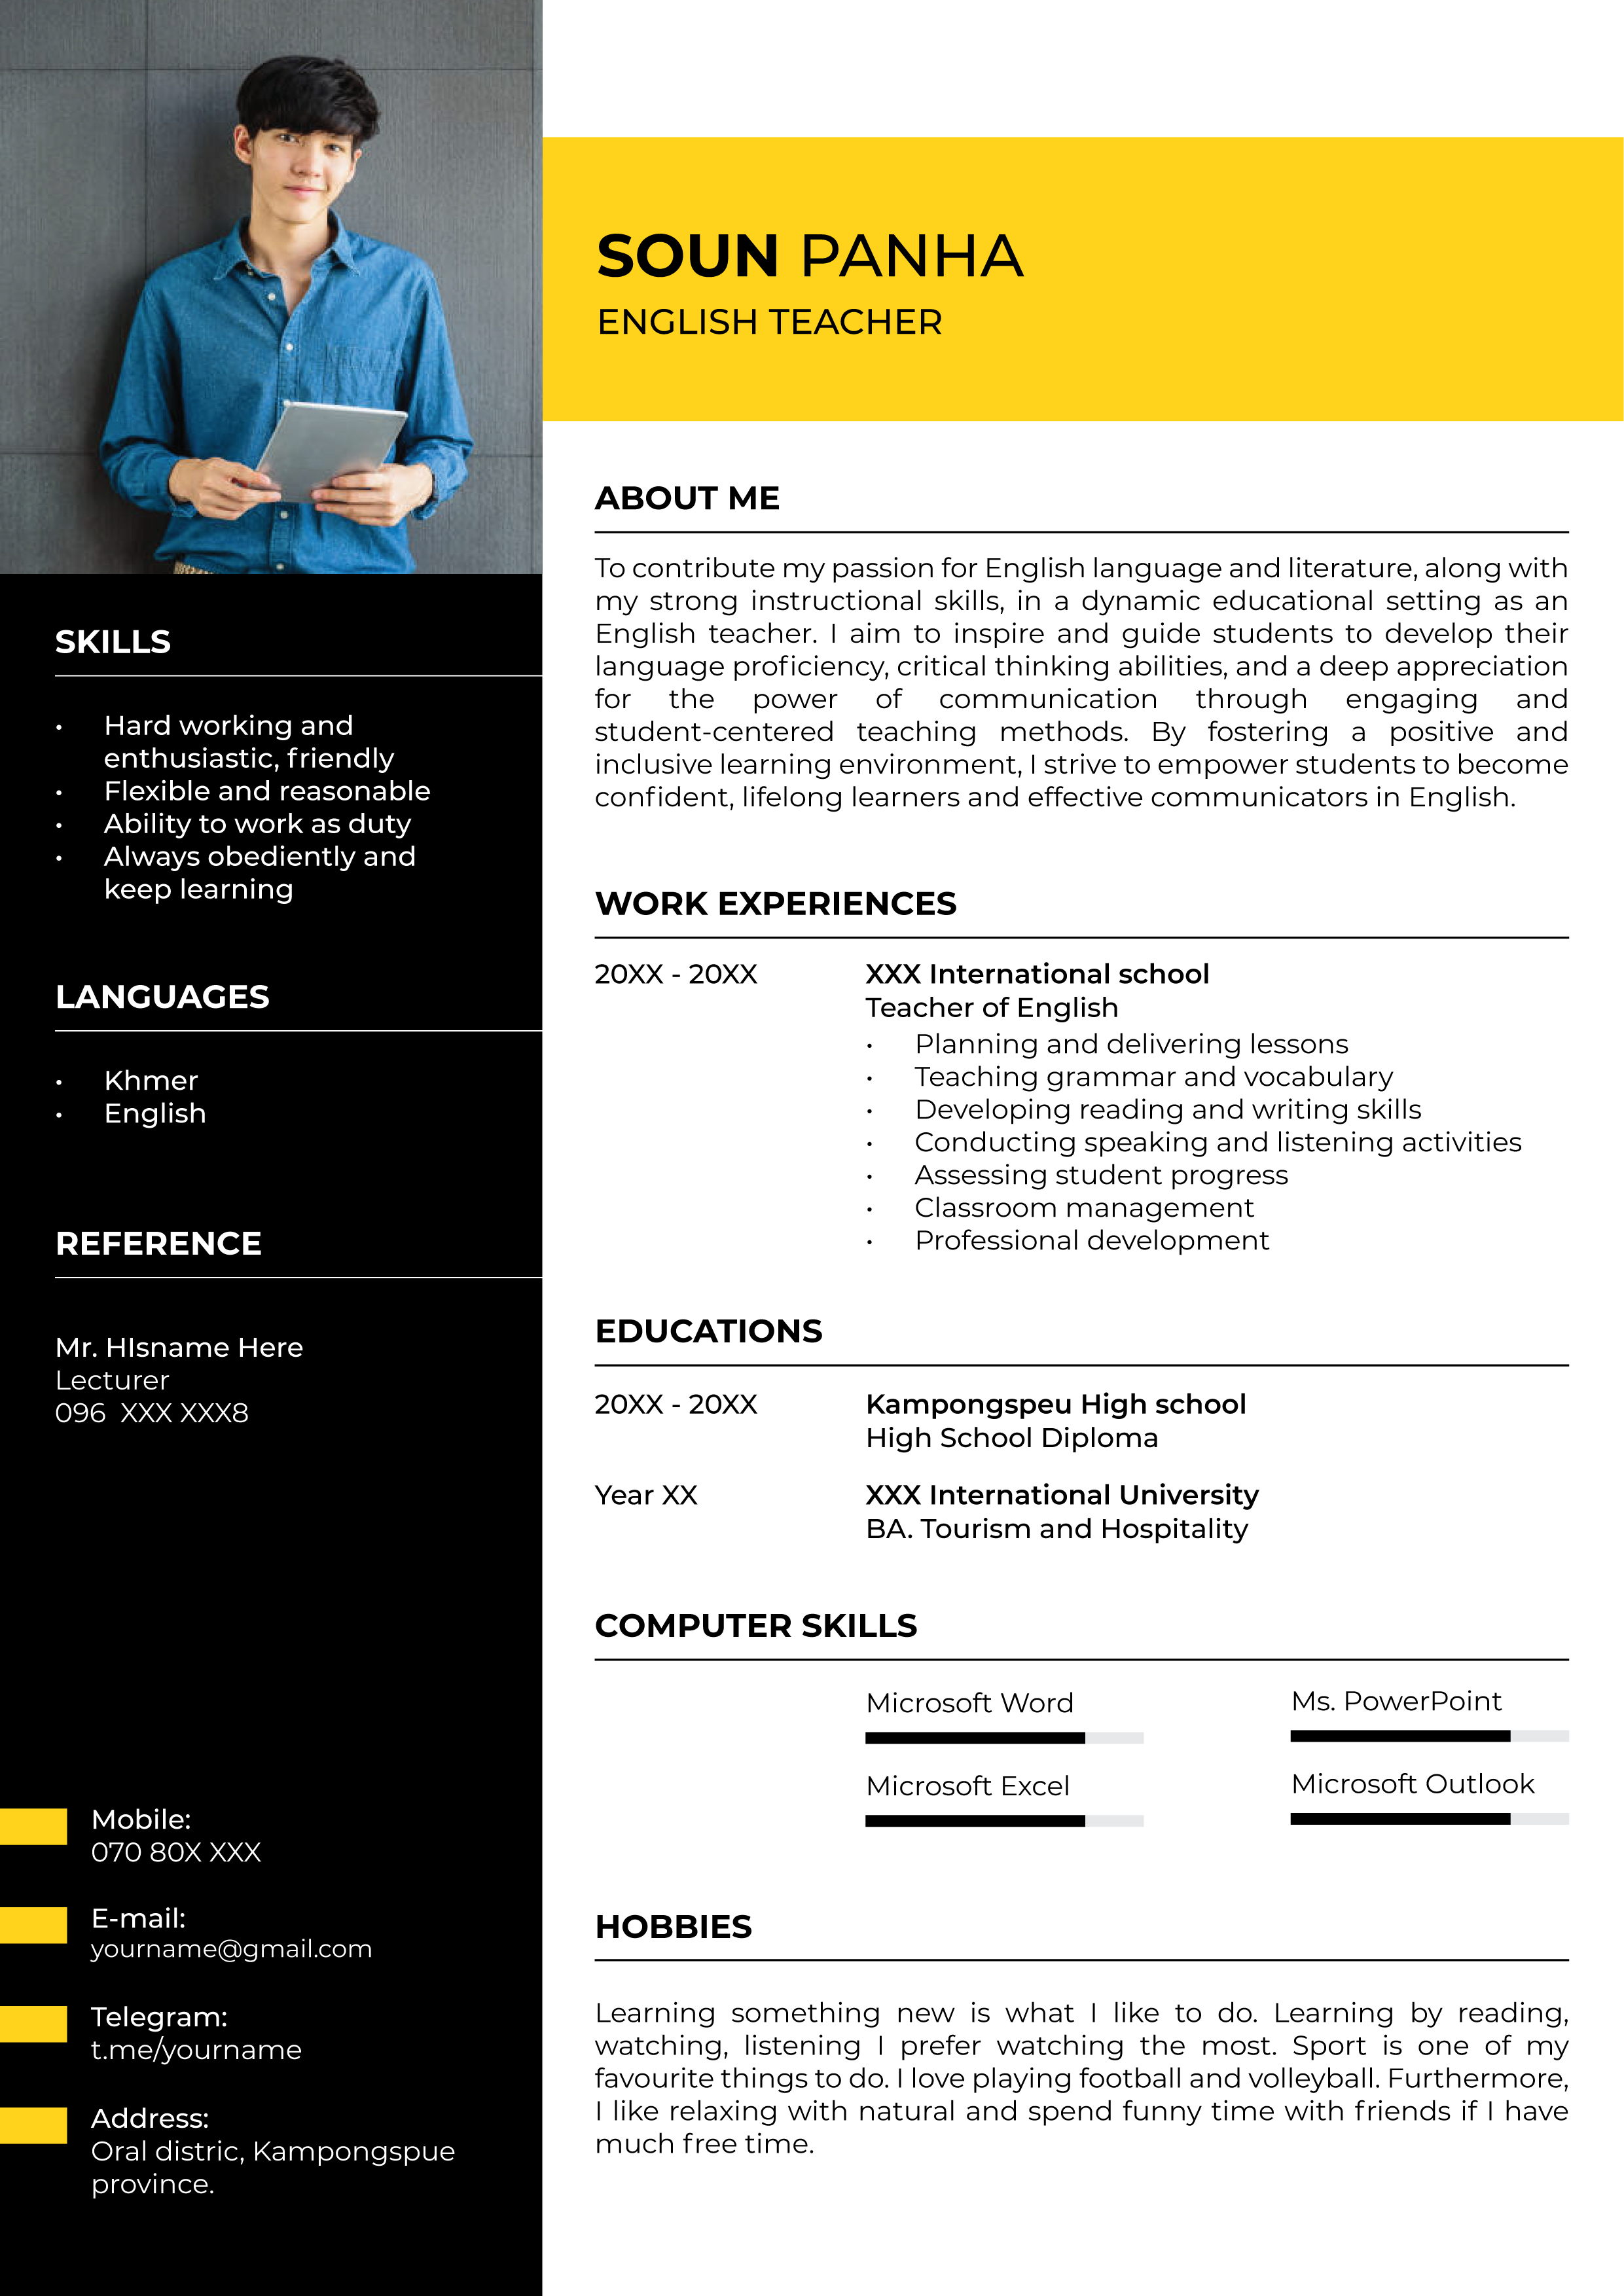 SOUN PANHA
ENGLISH TEACHER
SKILLS
• Hard working and
enthusiastic, friendly
• Flexible and reasonable
• Ability to work as duty
• Always obediently and
keep learning
LANGUAGES
• Khmer
• English
REFERENCE
Mr. HIsname Here
Lecturer
096 XXX XXX8
Mobile:
070 80X XXX
E-mail:
yourname@gmail.com
Telegram:
t.me/yourname
Address:
Oral distric, Kampongspue
province.
ABOUT ME
To contribute my passion for English language and literature, along with
my strong instructional skills, in a dynamic educational setting as an
English teacher. I aim to inspire and guide students to develop their
language proficiency, critical thinking abilities, and a deep appreciation
for the power of communication through engaging and
student-centered teaching methods. By fostering a positive and
inclusive learning environment, I strive to empower students to become
confident, lifelong learners and effective communicators in English.
WORK EXPERIENCES
20XX - 20XX XXX International school
Teacher of English
• Planning and delivering lessons
• Teaching grammar and vocabulary
• Developing reading and writing skills
• Conducting speaking and listening activities
• Assessing student progress
• Classroom management
• Professional development
EDUCATIONS
20XX - 20XX Kampongspeu High school
High School Diploma
Year XX XXX International University
BA. Tourism and Hospitality
COMPUTER SKILLS
Microsoft Word Ms. PowerPoint
Microsoft Excel Microsoft Outlook
HOBBIES
Learning something new is what I like to do. Learning by reading,
watching, listening I prefer watching the most. Sport is one of my
favourite things to do. I love playing football and volleyball. Furthermore,
I like relaxing with natural and spend funny time with friends if I have
much free time.